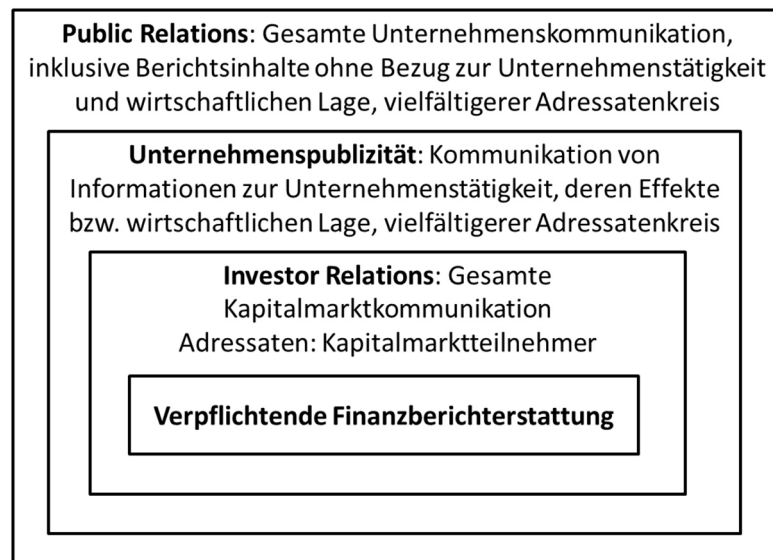 Public Relations: Gesamte Unternehmenskommunikation,
inklusive Berichtsinhalte ohne Bezug zur Unternehmenstätigkeit
und wirtschaftlichen Lage, vielfältigerer Adressatenkreis
Unternehmenspublizität: Kommunikation von
Informationen zur Unternehmenstätigkeit, deren Effekte
bzw. wirtschaftlichen Lage, vielfältigerer Adressatenkreis
Investor Relations: Gesamte
Kapitalmarktkommunikation
Adressaten: Kapitalmarktteilnehmer
Verpflichtende Finanzberichterstattung